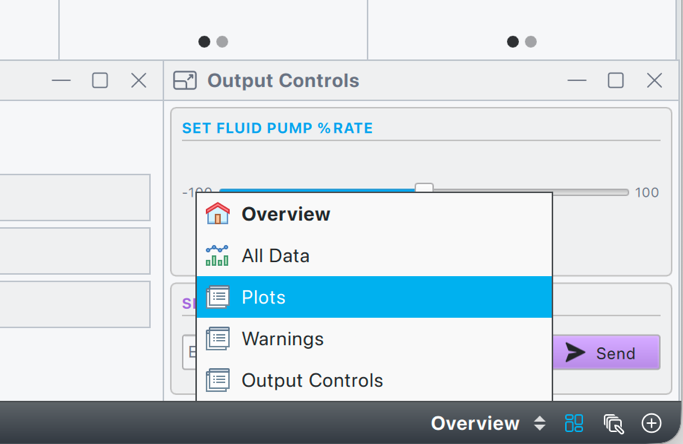 Output Controls
SET FLUID PUMP %RATE
-100
100
Overview
All Data
Plots
Warnings
Output Controls
Send
Overview